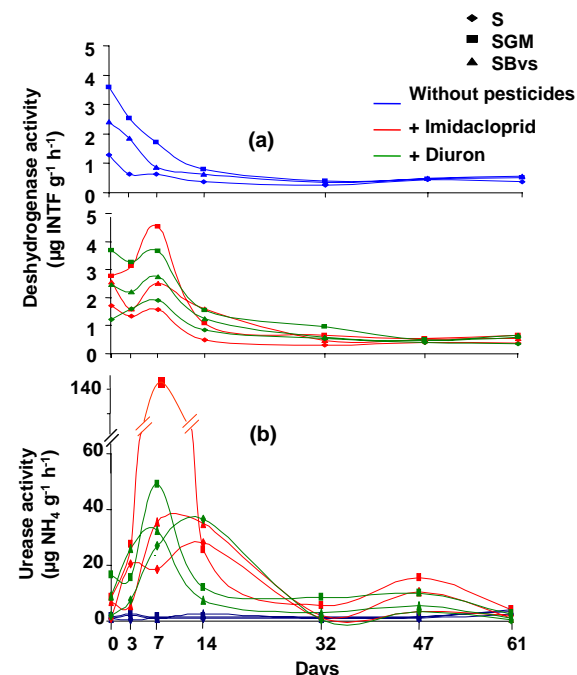 S
SGM
SBvs
Without pesticides
+ Imidacloprid
+ Diuron
(a)
Deshydrogenase activity
(µg INTF g-1 h-1)
5
4
3
2
1
0
5
4
3
2
1
0
(b)
Urease activity
(µg NH4 g-1 h-1)
140
60
40
20
0
0 3 7 14 32 47 61
Days